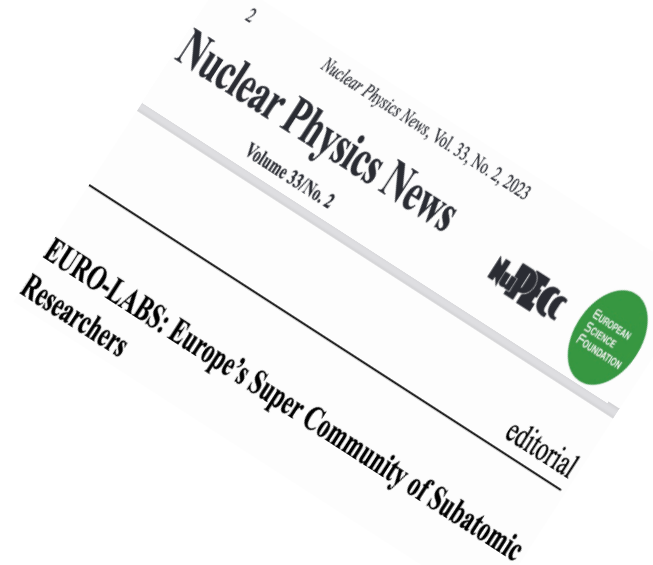 2
Nuclear Physics News, Vol. 33, No. 2, 2023
Nuclear Physics News
Volume 33/No. 2
NuPECC
EUROPEAN
SCIENCE
FOUNDATION
editorial
EURO-LABS: Europe's Super Community of Subatomic
Researchers